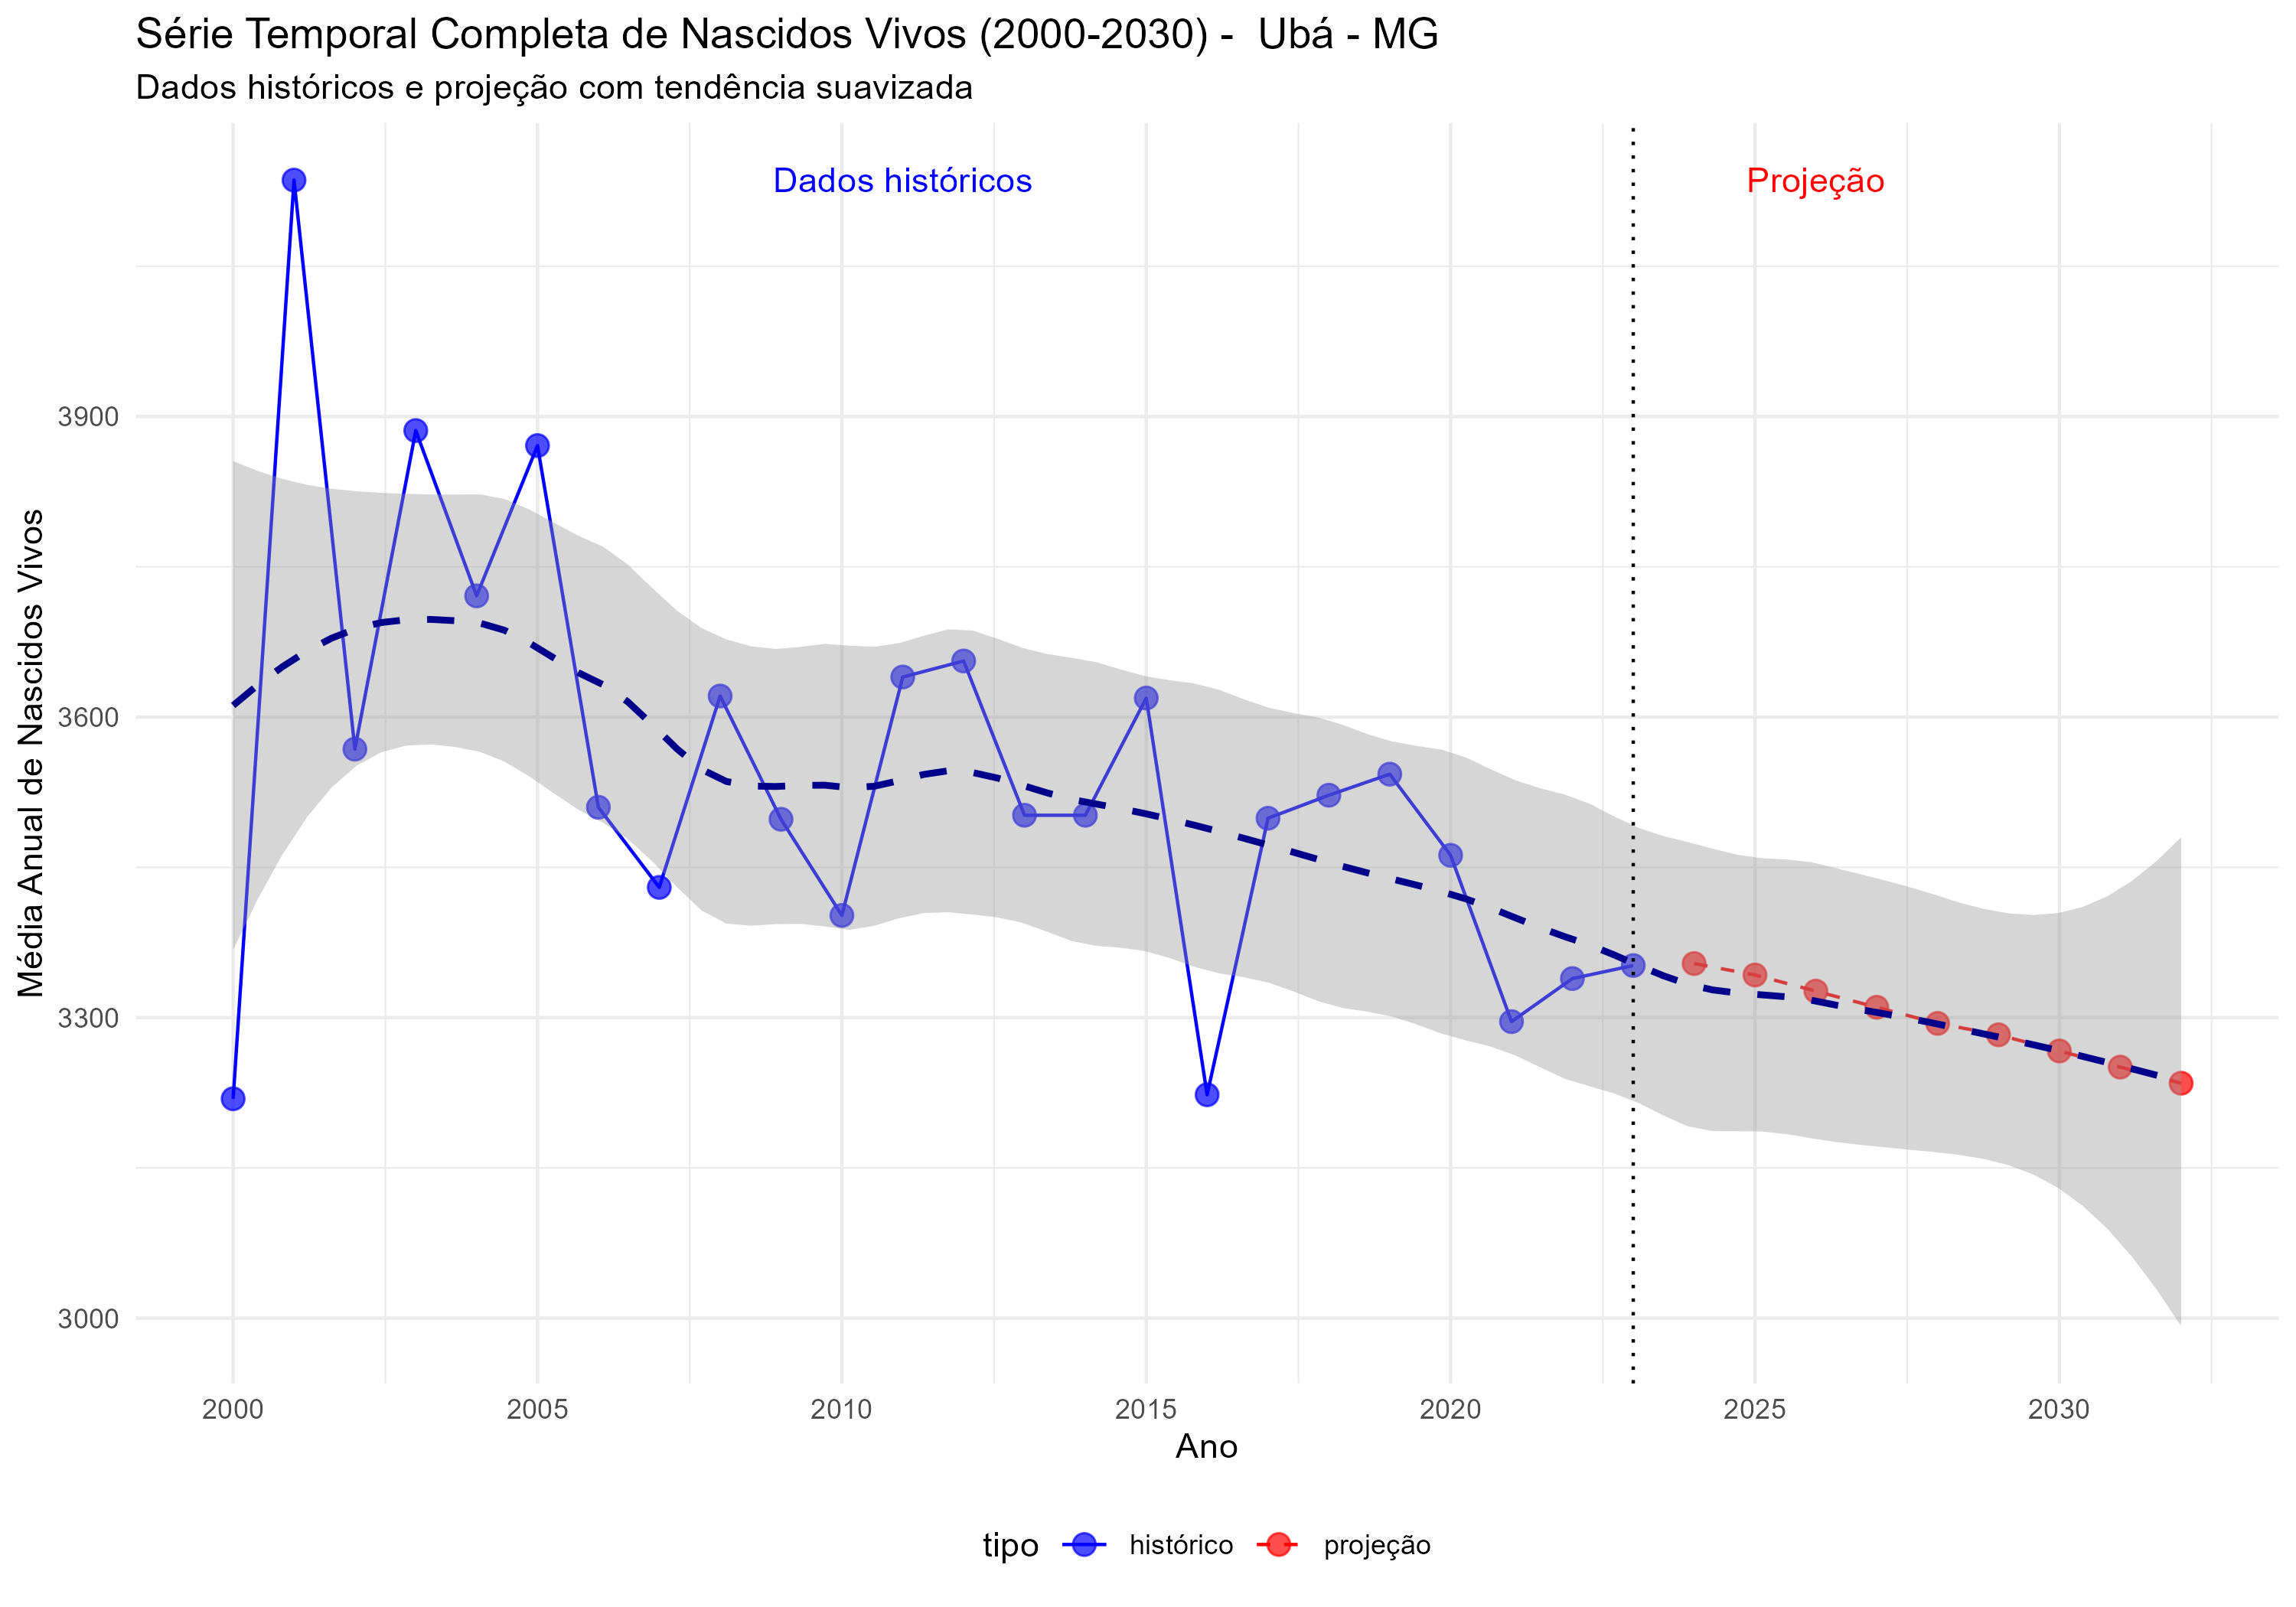 Série Temporal Completa de Nascidos Vivos (2000-2030) -  Ubá - MG
Dados históricos e projeção com tendência suavizada
Dados históricos
Projeção
Média Anual de Nascidos Vivos
3900
3600
3300
3000
2000
2005
2010
2015
2020
2025
2030
Ano
tipo
histórico
projeção